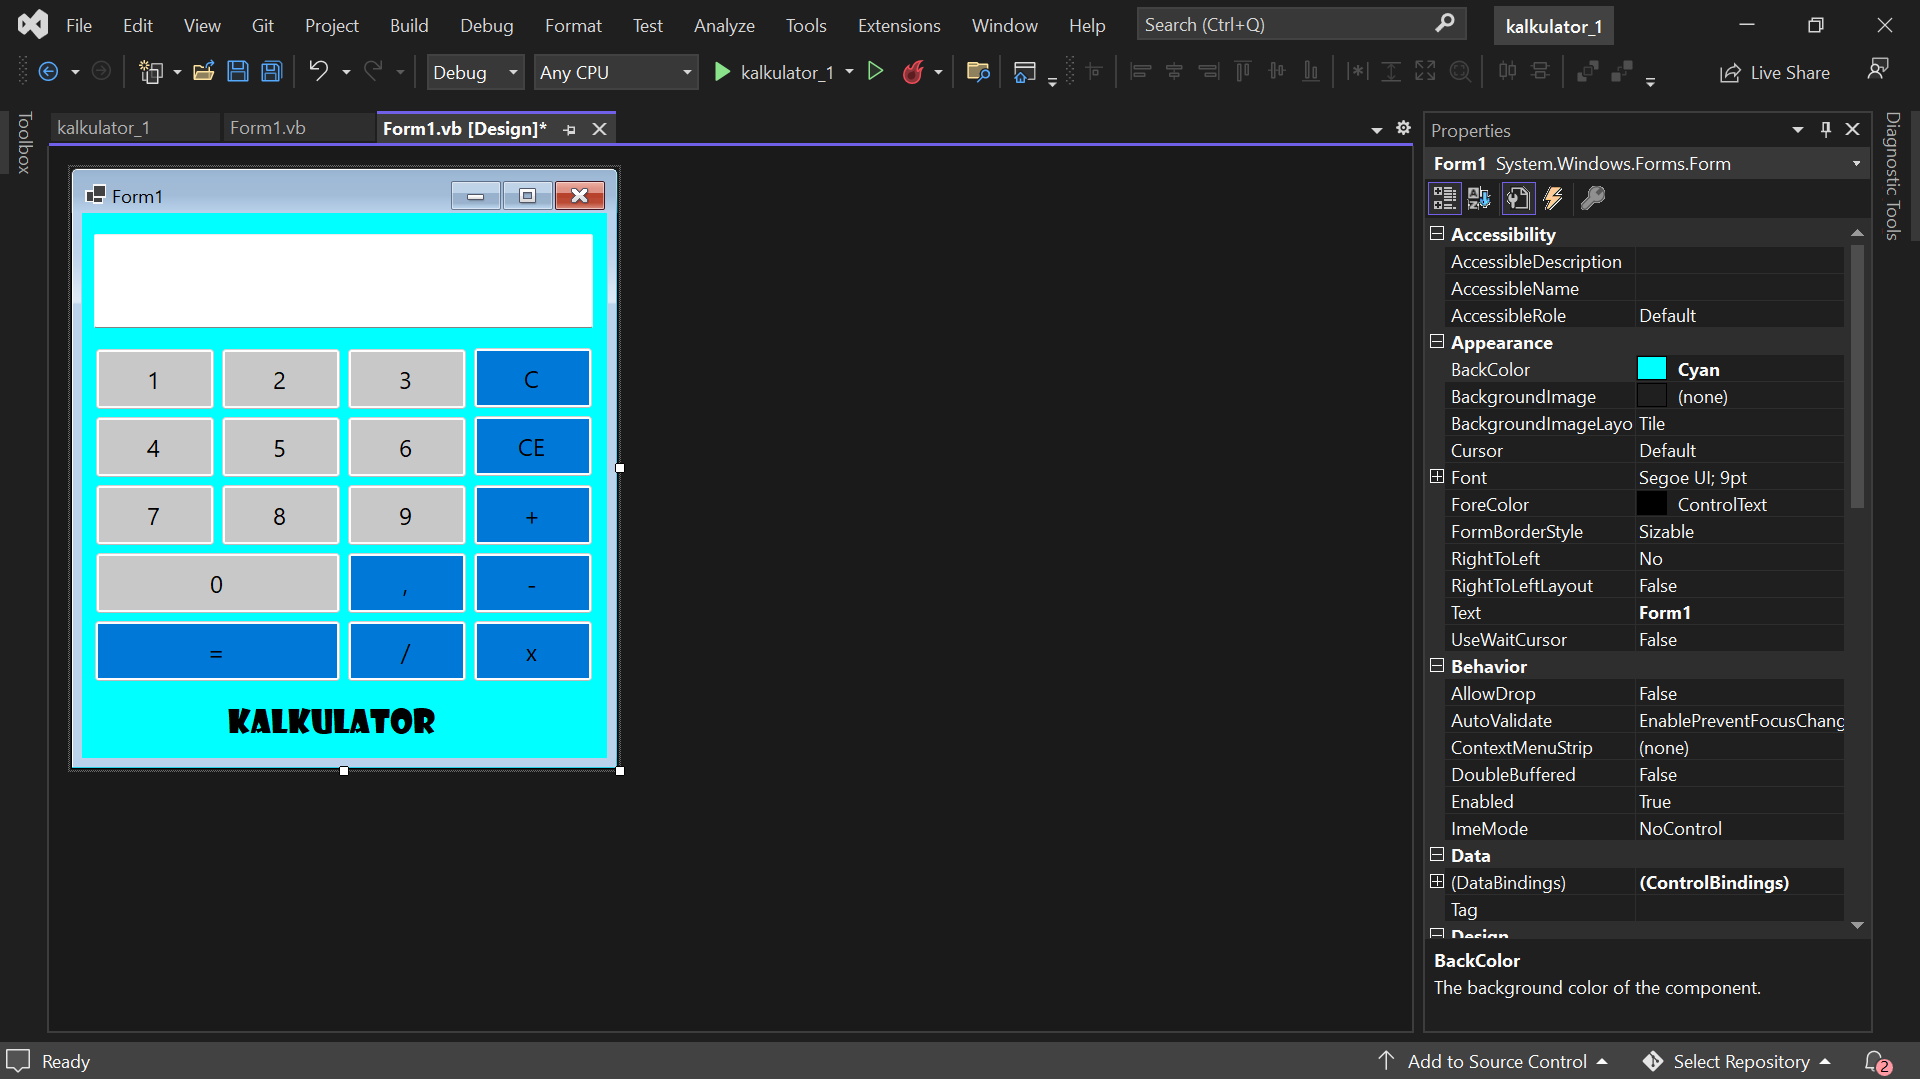 File Edit View Git Project Build Debug Format Test Analyze Tools Extensions Window Help Search (Ctrl+Q) kalkulator_1
Debug Any CPU kalkulator_1 Live Share
Toolbox
kalkulator_1 Form1.vb Form1.vb [Design]*
Form1
1 2 3 C
4 5 6 CE
7 8 9 +
0 , -
= / x
KALKULATOR
Properties
Form1 System.Windows.Forms.Form
Accessibility
AccessibleDescription
AccessibleName
AccessibleRole Default
Appearance
BackColor Cyan
BackgroundImage (none)
BackgroundImageLayo Tile
Cursor Default
Font Segoe UI; 9pt
ForeColor ControlText
FormBorderStyle Sizable
RightToLeft No
RightToLeftLayout False
Text Form1
UseWaitCursor False
Behavior
AllowDrop False
AutoValidate EnablePreventFocusChang
ContextMenuStrip (none)
DoubleBuffered False
Enabled True
ImeMode NoControl
Data
(DataBindings) (ControlBindings)
Tag
Design
BackColor
The background color of the component.
Diagnostic Tools
Ready Add to Source Control Select Repository 2